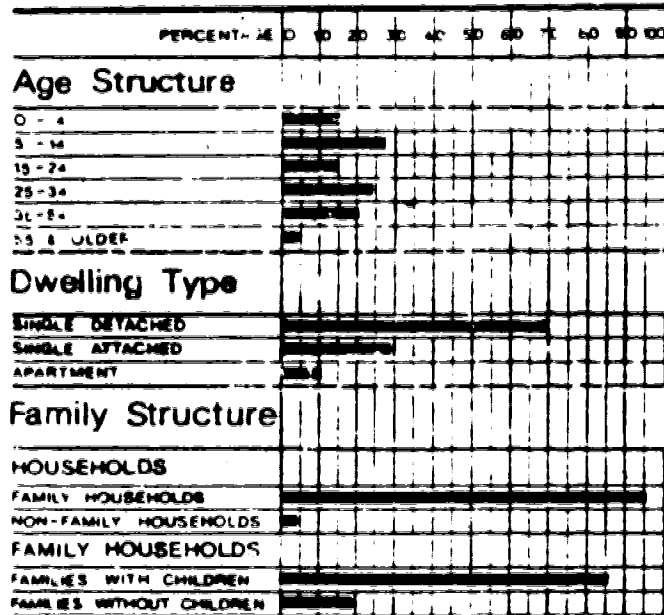 PERCENTAGE 0 10 20 30 40 50 60 70 80 90 100
Age Structure
0 - 4
5 - 14
15 - 24
25 - 34
35 - 54
55 & OLDER
Dwelling Type
SINGLE DETACHED
SINGLE ATTACHED
APARTMENT
Family Structure
HOUSEHOLDS
FAMILY HOUSEHOLDS
NON-FAMILY HOUSEHOLDS
FAMILY HOUSEHOLDS
FAMILIES WITH CHILDREN
FAMILIES WITHOUT CHILDREN